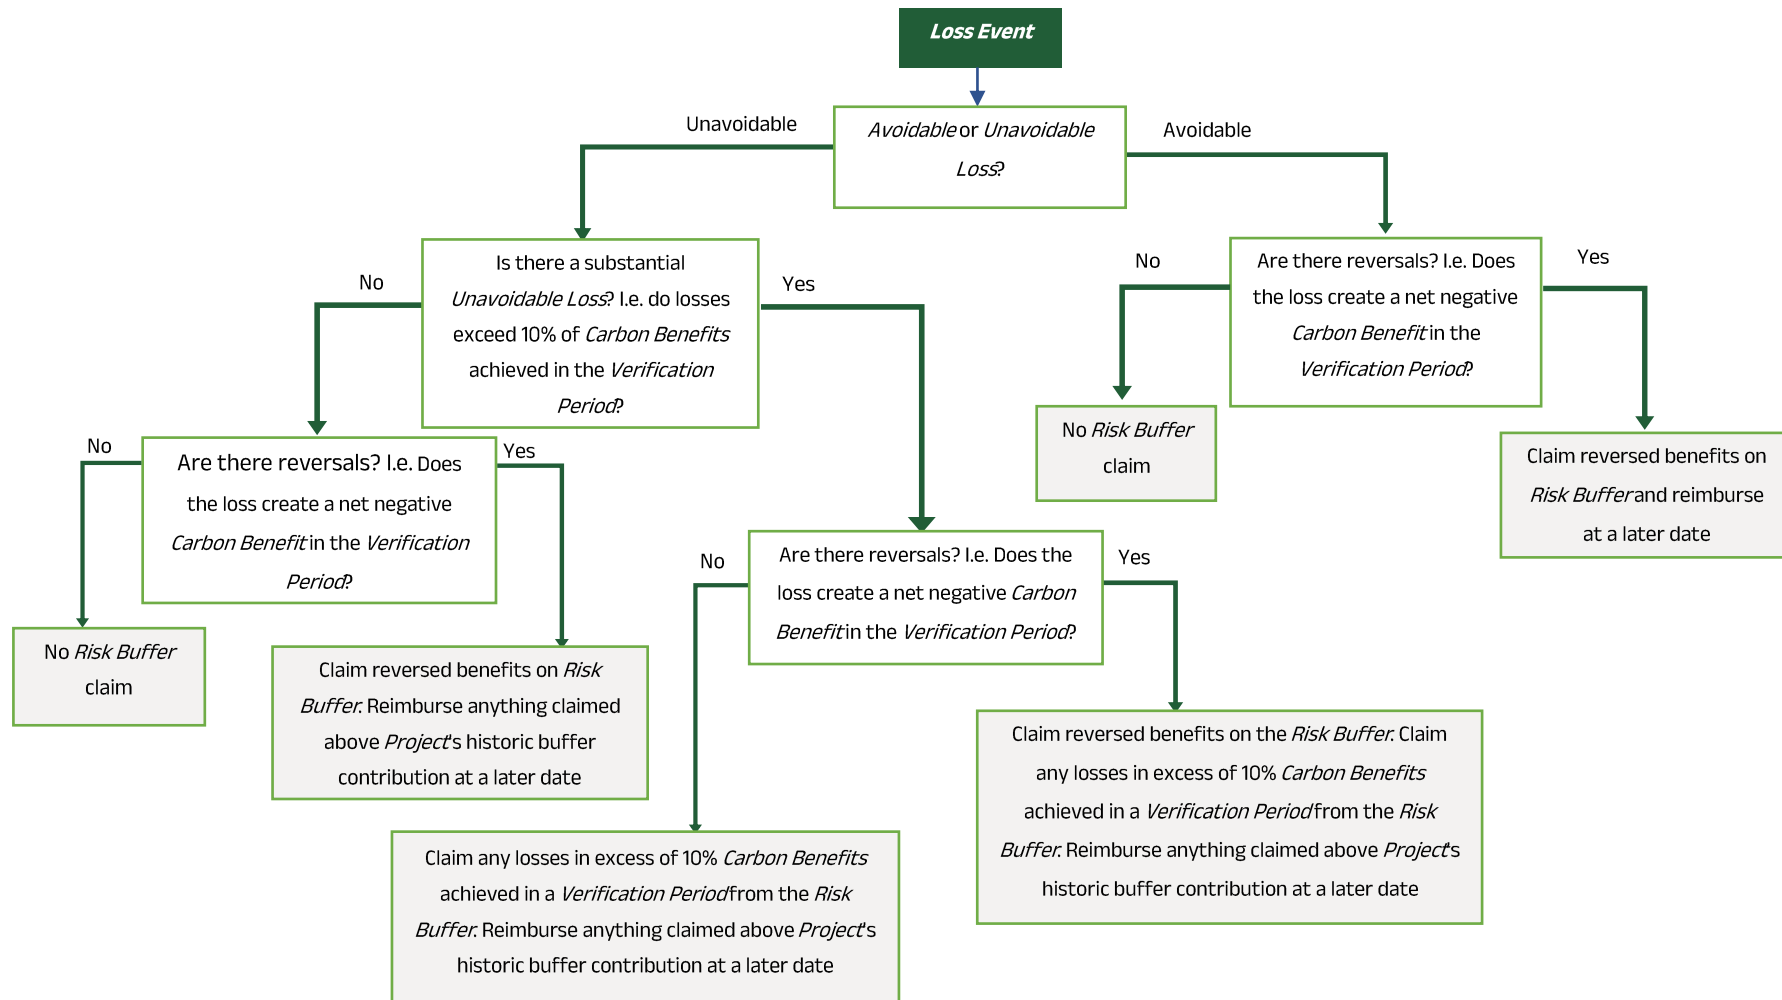 Loss Event
Unavoidable
Avoidable or Unavoidable
Loss?
Avoidable
Is there a substantial
Unavoidable Loss? I.e. do losses
exceed 10% of Carbon Benefits
achieved in the Verification
Period?
No
Yes
Are there reversals? I.e. Does
the loss create a net negative
Carbon Benefit in the
Verification Period?
No
Yes
No Risk Buffer
claim
Claim reversed benefits on
Risk Buffer and reimburse
at a later date
No
Are there reversals? I.e. Does
the loss create a net negative
Carbon Benefit in the Verification
Period?
Yes
No Risk Buffer
claim
Claim reversed benefits on Risk
Buffer. Reimburse anything claimed
above Project's historic buffer
contribution at a later date
No
Are there reversals? I.e. Does the
loss create a net negative Carbon
Benefit in the Verification Period?
Yes
Claim any losses in excess of 10% Carbon Benefits
achieved in a Verification Period from the Risk
Buffer. Reimburse anything claimed above Project's
historic buffer contribution at a later date
Claim reversed benefits on the Risk Buffer. Claim
any losses in excess of 10% Carbon Benefits
achieved in a Verification Period from the Risk
Buffer. Reimburse anything claimed above Project's
historic buffer contribution at a later date